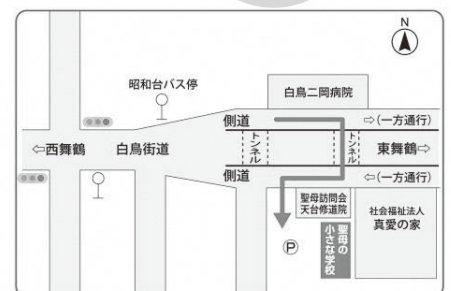 N
昭和台バス停
白鳥二岡病院
側道
⇨(一方通行)
⇦西舞鶴
白鳥街道
トンネル
トンネル
東舞鶴⇨
側道
⇦(一方通行)
聖母訪問会
天台修道院
社会福祉法人
真愛の家
聖母の
小さな学校
P